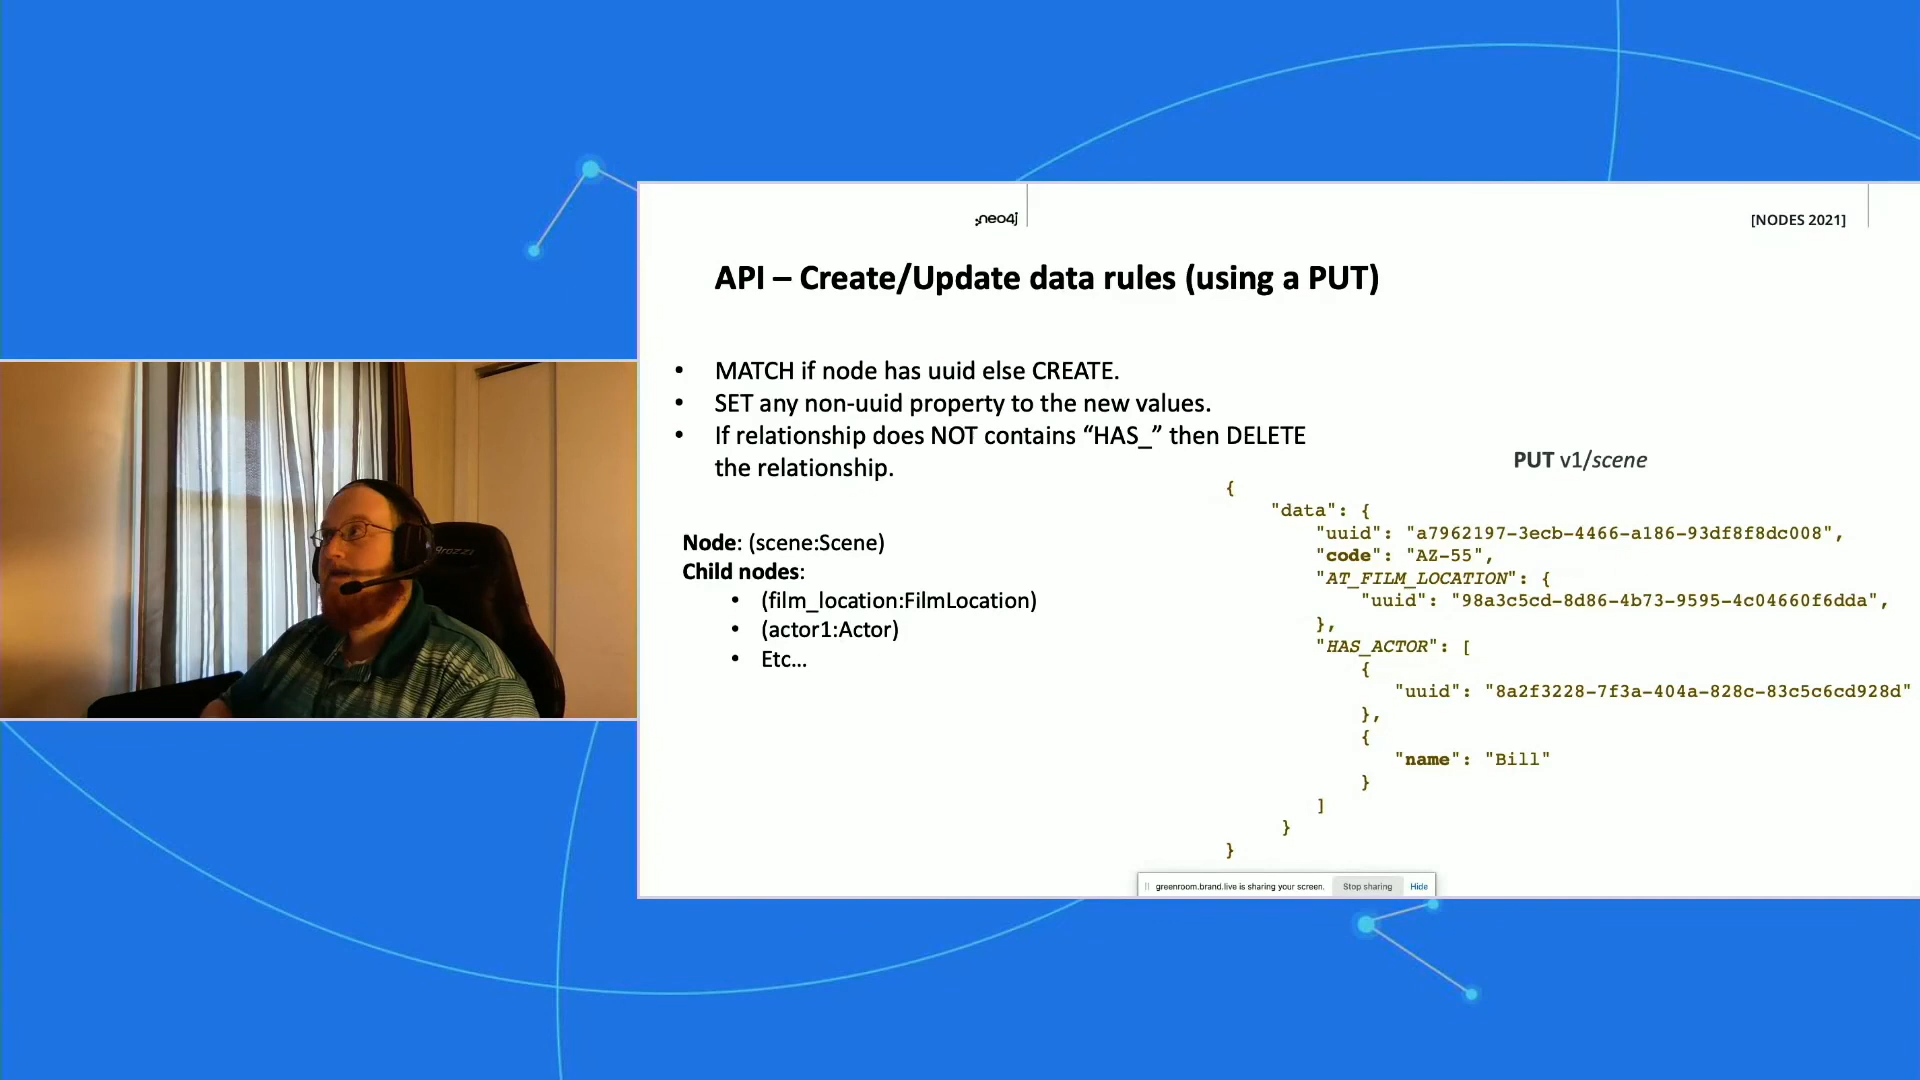 :neo4j
[NODES 2021]
API – Create/Update data rules (using a PUT)
• MATCH if node has uuid else CREATE.
• SET any non-uuid property to the new values.
• If relationship does NOT contains “HAS_” then DELETE
the relationship.
Node: (scene:Scene)
Child nodes:
• (film_location:FilmLocation)
• (actor1:Actor)
• Etc...
PUT v1/scene
{
"data": {
"uuid": "a7962197-3ecb-4466-a186-93df8f8dc008",
"code": "AZ-55",
"AT_FILM_LOCATION": {
"uuid": "98a3c5cd-8d86-4b73-9595-4c04660f6dda",
},
"HAS_ACTOR": [
{
"uuid": "8a2f3228-7f3a-404a-828c-83c5c6cd928d"
},
{
"name": "Bill"
}
]
}
}
greenroom.brand.live is sharing your screen.
Stop sharing
Hide